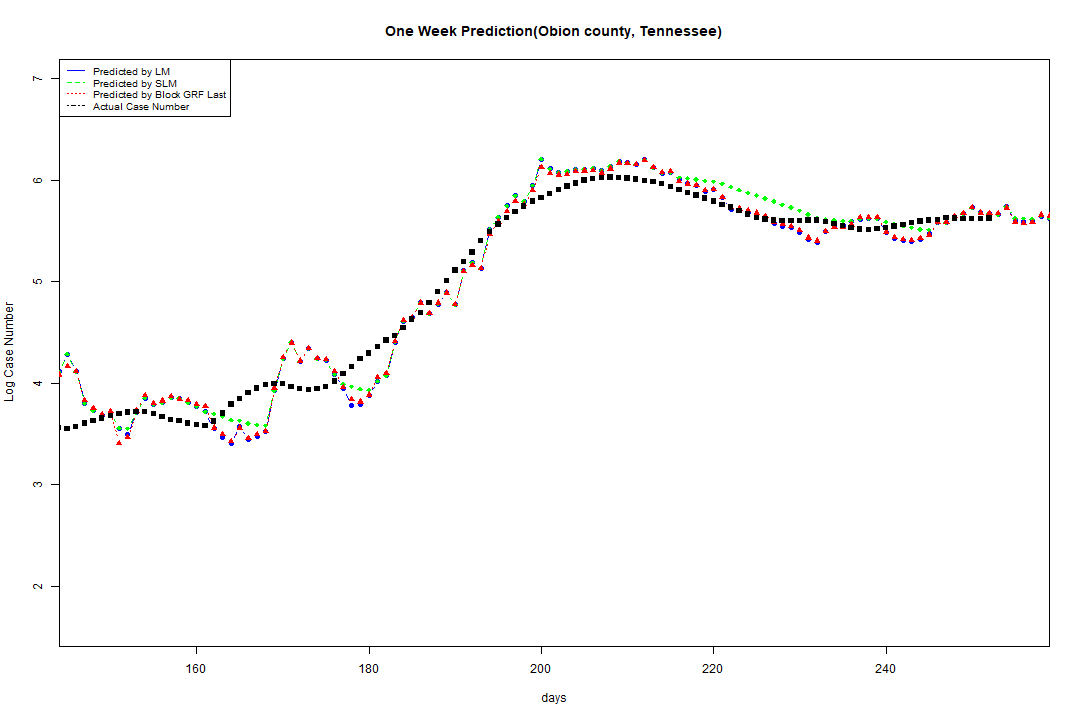 One Week Prediction(Obion county, Tennessee)
Predicted by LM
Predicted by SLM
Predicted by Block GRF Last
Actual Case Number
7
6
5
4
3
2
Log Case Number
160 180 200 220 240
days